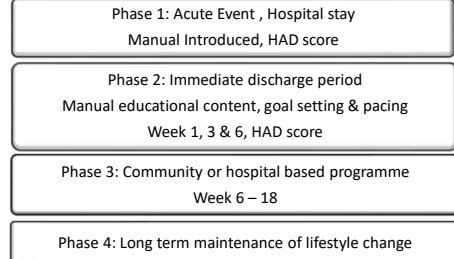 Phase 1: Acute Event , Hospital stay
Manual Introduced, HAD score
Phase 2: Immediate discharge period
Manual educational content, goal setting & pacing
Week 1, 3 & 6, HAD score
Phase 3: Community or hospital based programme
Week 6 – 18
Phase 4: Long term maintenance of lifestyle change